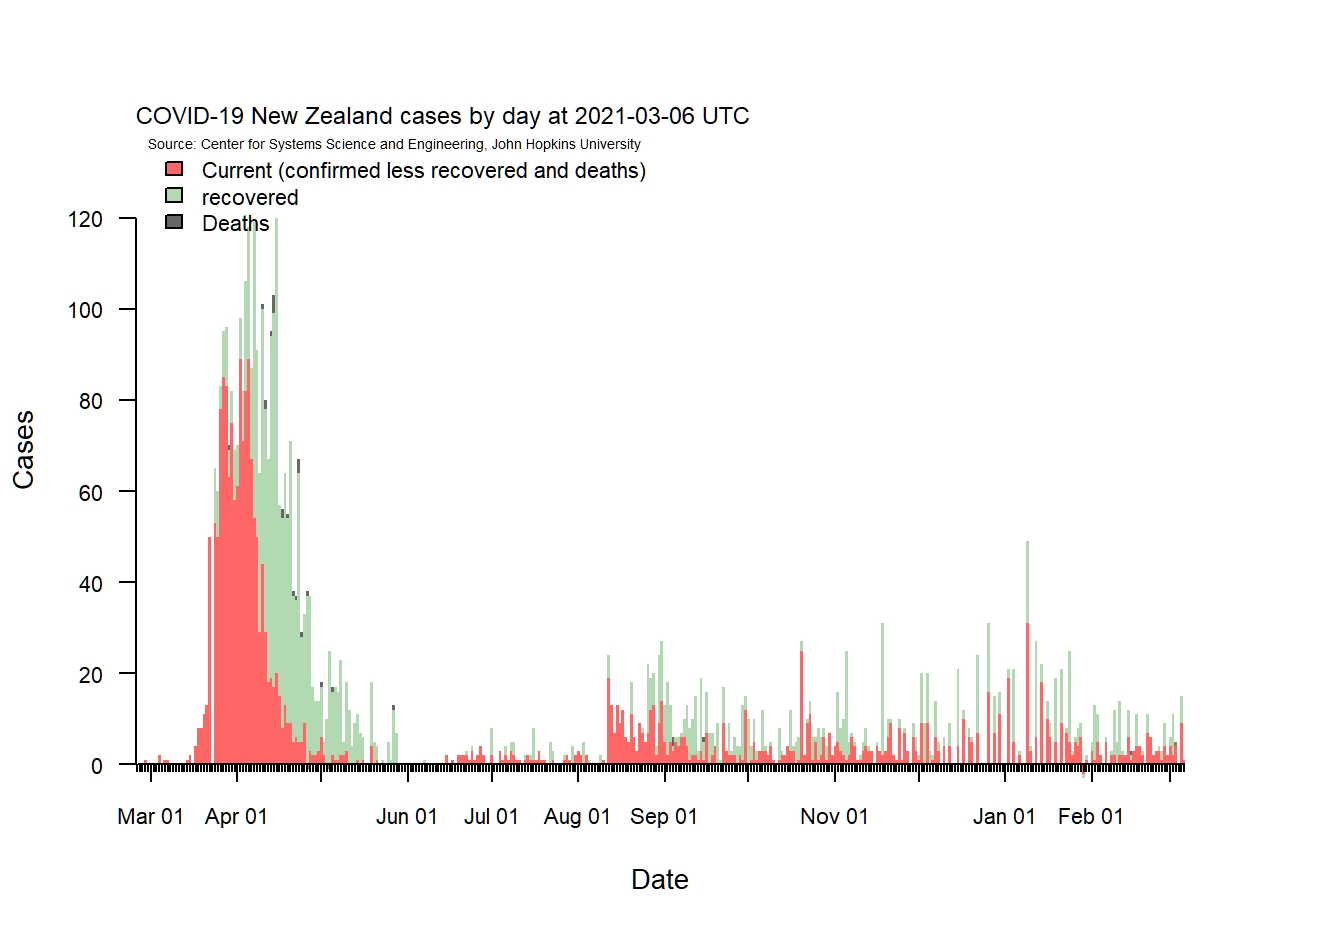 COVID-19 New Zealand cases by day at 2021-03-06 UTC
Source: Center for Systems Science and Engineering, John Hopkins University
Current (confirmed less recovered and deaths)
recovered
Deaths
120
100
80
60
40
20
0
Cases
Mar 01 Apr 01 Jun 01 Jul 01 Aug 01 Sep 01 Nov 01 Jan 01 Feb 01
Date